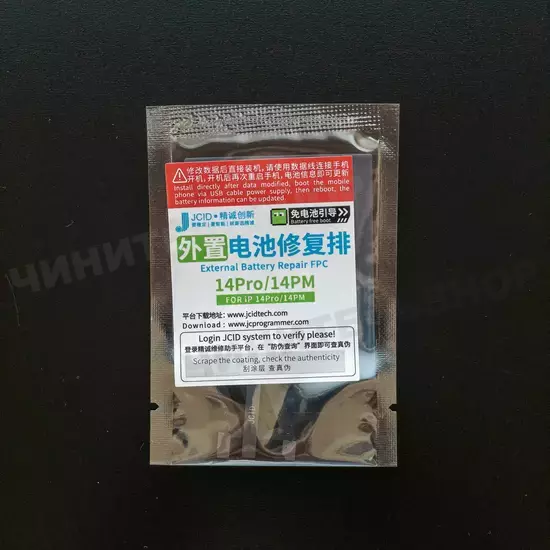 修改数据后直接装机,请使用数据线连接手机
开机,开机后再次重启手机,电池信息即可更新
Install directly after data modified, boot the mobile
phone via USB cable power supply, then reboot, the
battery information can be updated.
JCID•精诚创新
免电池引导>>
Battery free boot
外置电池修复排
External Battery Repair FPC
14Pro/14PM
FOR iP 14Pro/14PM
平台下载地址: www.jcidtech.com
Download : www.jcprogrammer.com
Login JCID system to verify please!
登录精诚维修助手平台, 在“防伪查询”界面即可查真伪
Scrape the coating, check the authenticity
刮涂层 查真伪